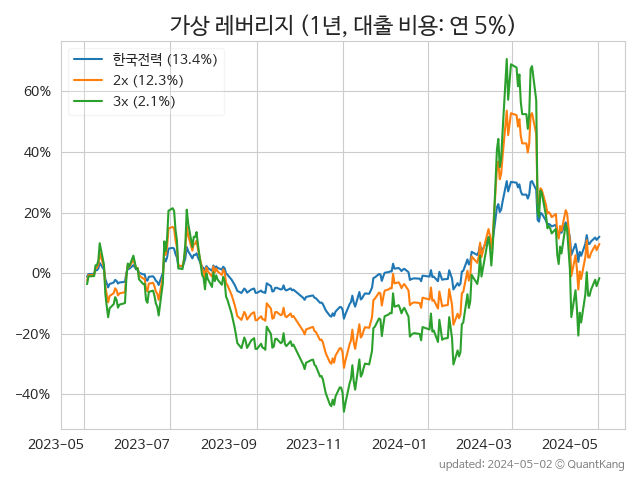 가상 레버리지 (1년, 대출 비용: 연 5%)
한국전력 (13.4%)
2x (12.3%)
3x (2.1%)
60%
40%
20%
0%
−20%
−40%
2023-05 2023-07 2023-09 2023-11 2024-01 2024-03 2024-05
updated: 2024-05-02 © QuantKang